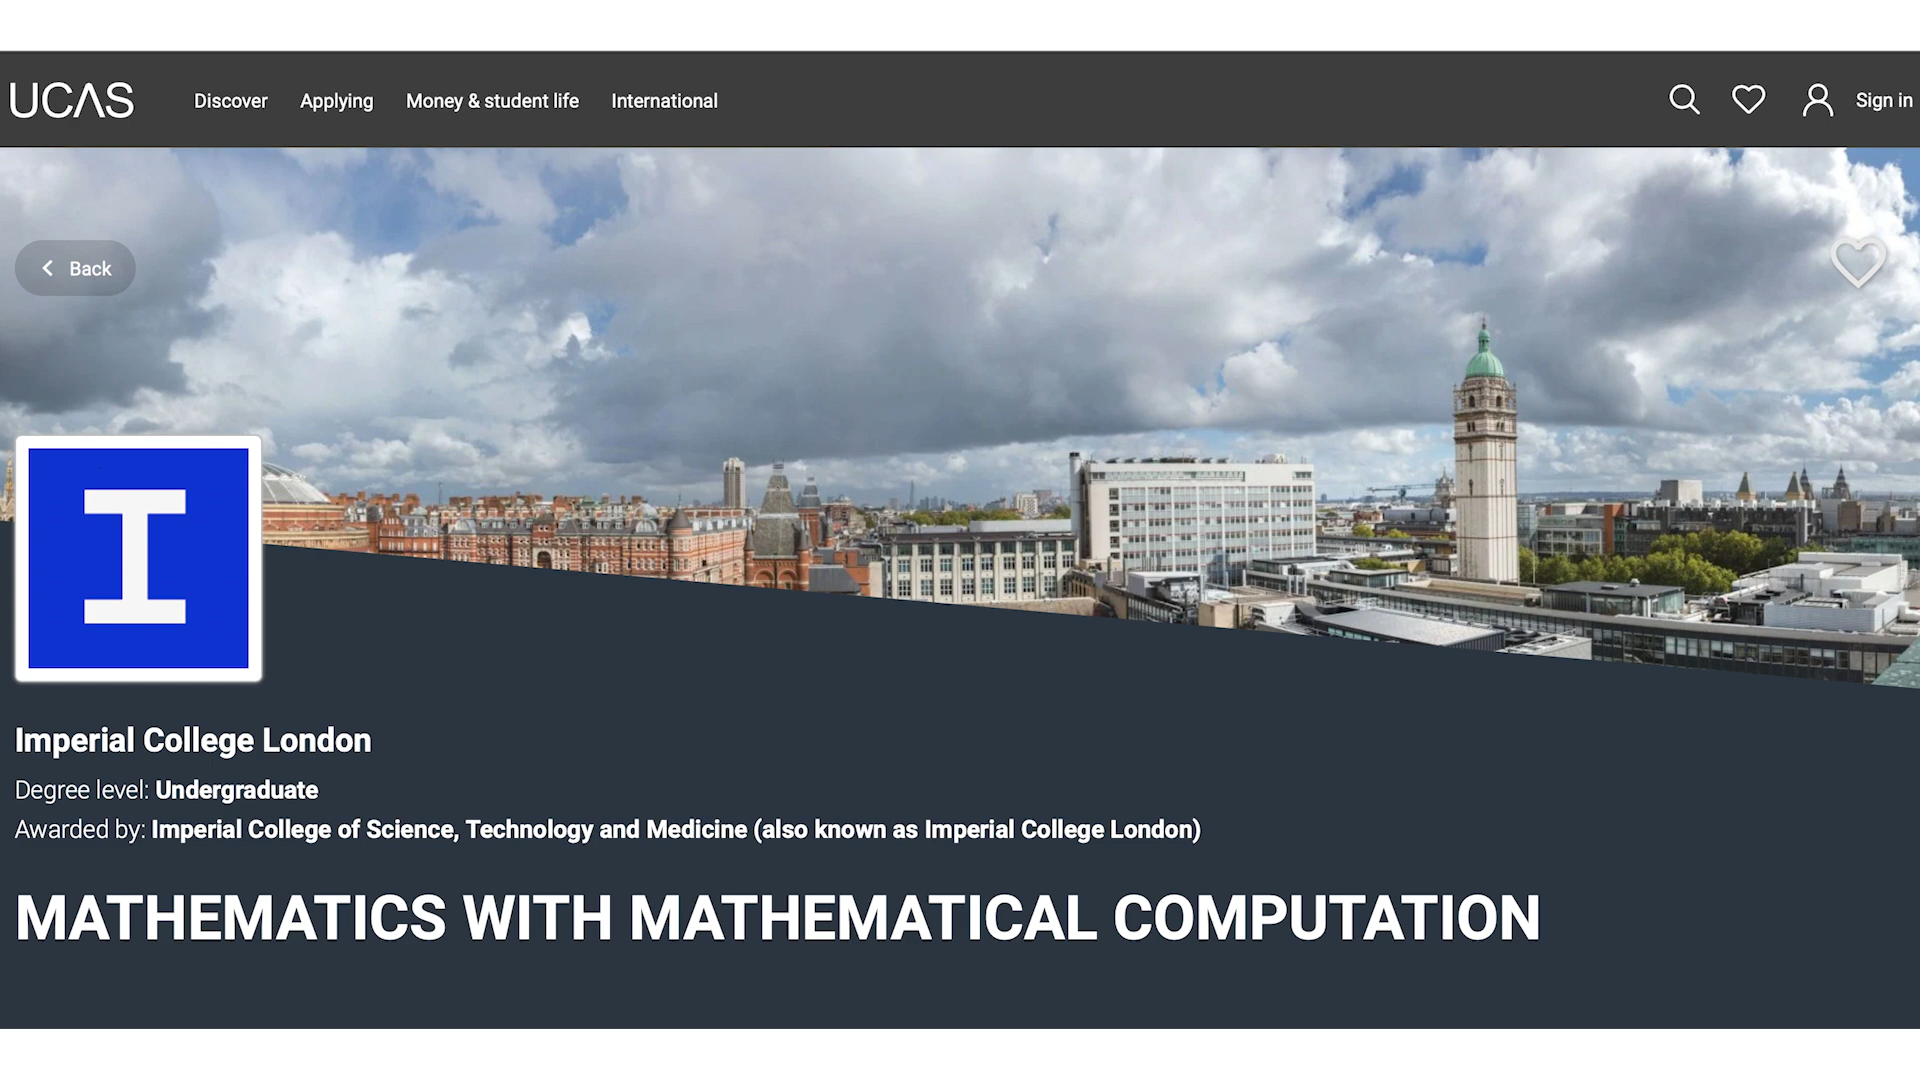 UCAS
Discover
Applying
Money & student life
International
Sign in
Back
I
Imperial College London
Degree level: Undergraduate
Awarded by: Imperial College of Science, Technology and Medicine (also known as Imperial College London)
MATHEMATICS WITH MATHEMATICAL COMPUTATION